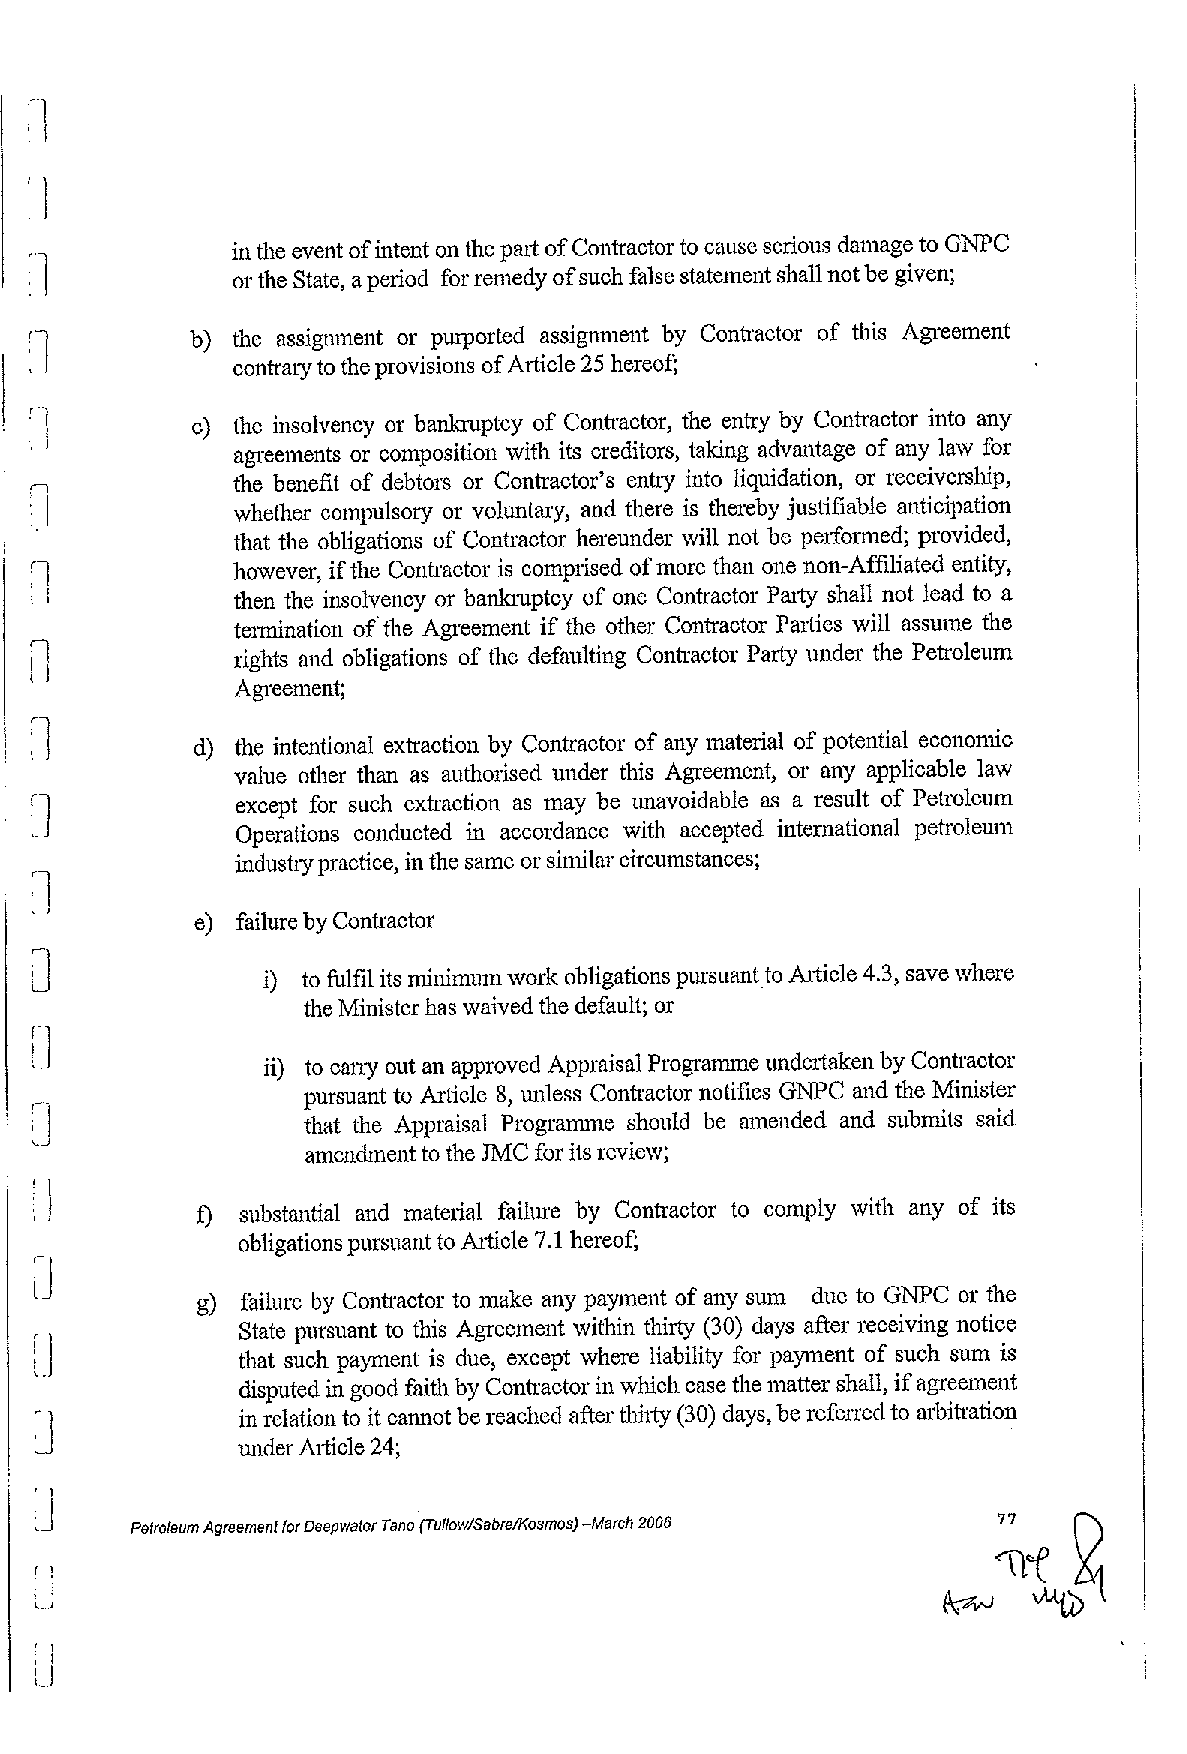 in the event of intent on the part of Contractor to cause serious damage to GNPC
or the State, a period for remedy of such false statement shall not be given;
b) the assignment or purported assignment by Contractor of this Agreement
contrary to the provisions of Article 25 hereof;
c) the insolvency or bankruptcy of Contractor, the entry by Contractor into any
agreements or composition with its creditors, taking advantage of any law for
the benefit of debtors or Contractor's entry into liquidation, or receivership,
whether compulsory or voluntary, and there is thereby justifiable anticipation
that the obligations of Contractor hereunder will not be performed; provided,
however, if the Contractor is comprised of more than one non-Affiliated entity,
then the insolvency or bankruptcy of one Contractor Party shall not lead to a
termination of the Agreement if the other Contractor Parties will assume the
rights and obligations of the defaulting Contractor Party under the Petroleum
Agreement;
d) the intentional extraction by Contractor of any material of potential economic
value other than as authorised under this Agreement, or any applicable law
except for such extraction as may be unavoidable as a result of Petroleum
Operations conducted in accordance with accepted international petroleum
industry practice, in the same or similar circumstances;
e) failure by Contractor
i) to fulfil its minimum work obligations pursuant to Article 4.3, save where
the Minister has waived the default; or
ii) to carry out an approved Appraisal Programme undertaken by Contractor
pursuant to Article 8, unless Contractor notifies GNPC and the Minister
that the Appraisal Programme should be amended and submits said
amendment to the JMC for its review;
f) substantial and material failure by Contractor to comply with any of its
obligations pursuant to Article 7.1 hereof;
g) failure by Contractor to make any payment of any sum due to GNPC or the
State pursuant to this Agreement within thirty (30) days after receiving notice
that such payment is due, except where liability for payment of such sum is
disputed in good faith by Contractor in which case the matter shall, if agreement
in relation to it cannot be reached after thirty (30) days, be referred to arbitration
under Article 24;
Petroleum Agreement for Deepwater Tano (Tullow/Sabre/Kosmos) –March 2006
77